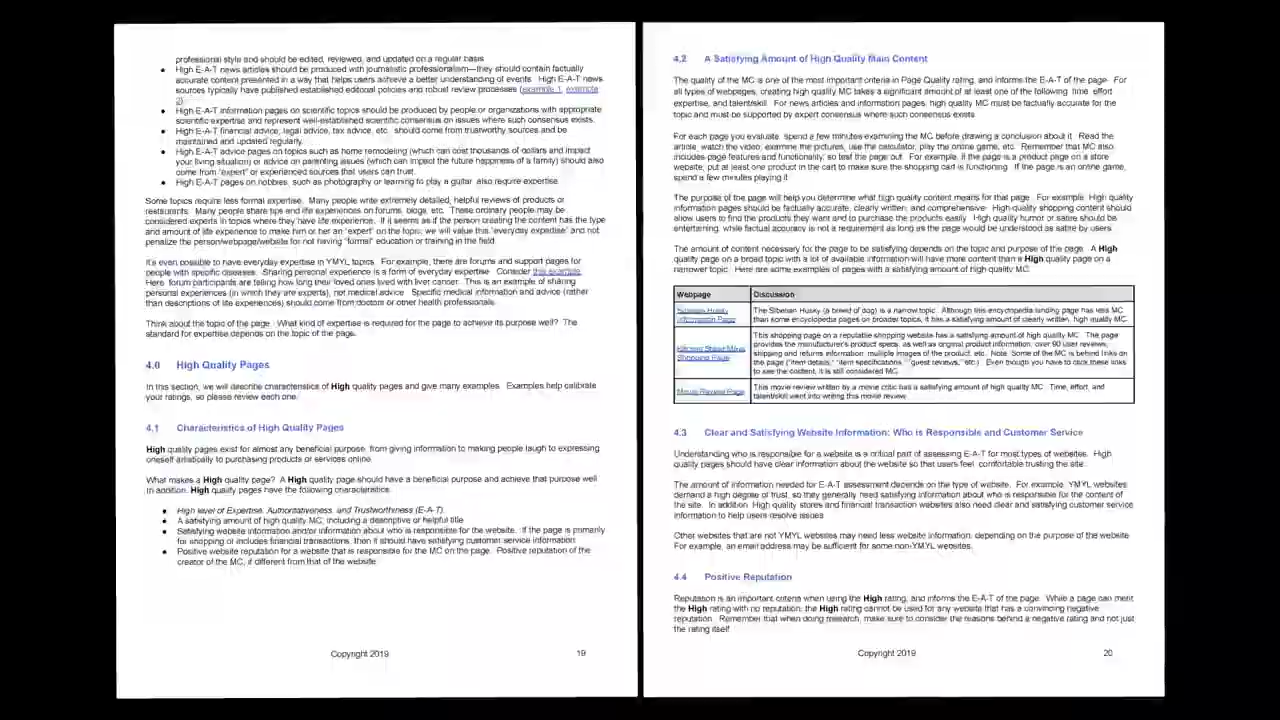 professional style and should be edited, reviewed, and updated on a regular basis
• High E-A-T news articles should be produced with journalistic professionalism—they should contain factually
accurate content presented in a way that helps users achieve a better understanding of events High E-A-T news
sources typically have published established editorial policies and robust review processes (example 1, example
2)
• High E-A-T information pages on scientific topics should be produced by people or organizations with appropriate
scientific expertise and represent well-established scientific consensus on issues where such consensus exists.
• High E-A-T financial advice, legal advice, tax advice, etc. should come from trustworthy sources and be
maintained and updated regularly.
• High E-A-T advice pages on topics such as home remodeling (which can cost thousands of dollars and impact
your living situation) or advice on parenting issues (which can impact the future happiness of a family) should also
come from "expert" or experienced sources that users can trust.
• High E-A-T pages on hobbies, such as photography or learning to play a guitar also require expertise
Some topics require less formal expertise. Many people write extremely detailed, helpful reviews of products or
restaurants. Many people share tips and life experiences on forums, blogs, etc. These ordinary people may be
considered experts in topics where they have life experience. If it seems as if the person creating the content has the type
and amount of life experience to make him or her an "expert" on the topic, we will value this "everyday expertise" and not
penalize the person/webpage/website for not having "formal" education or training in the field
It's even possible to have everyday expertise in YMYL topics. For example, there are forums and support pages for
people with specific diseases. Sharing personal experience is a form of everyday expertise Consider this example.
Here forum participants are telling how long their loved ones lived with liver cancer. This is an example of sharing
personal experiences (in which they are experts), not medical advice Specific medical information and advice (rather
than descriptions of life experiences) should come from doctors or other health professionals
Think about the topic of the page. What kind of expertise is required for the page to achieve its purpose well? The
standard for expertise depends on the topic of the page.
4.0 High Quality Pages
In this section, we will describe characteristics of High quality pages and give many examples. Examples help calibrate
your ratings, so please review each one
4.1 Characteristics of High Quality Pages
High quality pages exist for almost any beneficial purpose, from giving information to making people laugh to expressing
oneself artistically to purchasing products or services online
What makes a High quality page? A High quality page should have a beneficial purpose and achieve that purpose well
In addition, High quality pages have the following characteristics
• High level of Expertise, Authoritativeness, and Trustworthiness (E-A-T).
• A satisfying amount of high quality MC, including a descriptive or helpful title
• Satisfying website information and/or information about who is responsible for the website. If the page is primarily
for shopping or includes financial transactions, then it should have satisfying customer service information
• Positive website reputation for a website that is responsible for the MC on the page. Positive reputation of the
creator of the MC, if different from that of the website
Copyright 2019 19
4.2 A Satisfying Amount of High Quality Main Content
The quality of the MC is one of the most important criteria in Page Quality rating, and informs the E-A-T of the page For
all types of webpages, creating high quality MC takes a significant amount of at least one of the following time effort
expertise, and talent/skill. For news articles and information pages, high quality MC must be factually accurate for the
topic and must be supported by expert consensus where such consensus exists
For each page you evaluate spend a few minutes examining the MC before drawing a conclusion about it Read the
article, watch the video, examine the pictures, use the calculator, play the online game, etc. Remember that MC also
includes page features and functionality, so test the page out. For example, if the page is a product page on a store
website, put at least one product in the cart to make sure the shopping cart is functioning If the page is an online game,
spend a few minutes playing it
The purpose of the page will help you determine what high quality content means for that page. For example High quality
information pages should be factually accurate, clearly written, and comprehensive High quality shopping content should
allow users to find the products they want and to purchase the products easily High quality humor or satire should be
entertaining, while factual accuracy is not a requirement as long as the page would be understood as satire by users
The amount of content necessary for the page to be satisfying depends on the topic and purpose of the page. A High
quality page on a broad topic with a lot of available information will have more content than a High quality page on a
narrower topic. Here are some examples of pages with a satisfying amount of high quality MC
Webpage Discussion
Siberian Husky
Information Page
The Siberian Husky (a breed of dog) is a narrow topic. Although this encyclopedia landing page has less MC
than some encyclopedia pages on broader topics, it has a satisfying amount of clearly written, high quality MC
Shopping Page
This shopping page on a reputable shopping website has a satisfying amount of high quality MC The page
provides the manufacturer's product specs, as well as original product information, over 90 user reviews,
shipping and returns information, multiple images of the product, etc. Note Some of the MC is behind links on
the page ("item details," "item specifications," "guest reviews," etc) Even though you have to click these links
to see the content, it is still considered MC
Movie Review Page
This movie review written by a movie critic has a satisfying amount of high quality MC Time, effort, and
talent/skill went into writing this movie review
4.3 Clear and Satisfying Website Information: Who is Responsible and Customer Service
Understanding who is responsible for a website is a critical part of assessing E-A-T for most types of websites. High
quality pages should have clear information about the website so that users feel comfortable trusting the site.
The amount of information needed for E-A-T assessment depends on the type of website. For example YMYL websites
demand a high degree of trust, so they generally need satisfying information about who is responsible for the content of
the site. In addition High quality stores and financial transaction websites also need clear and satisfying customer service
information to help users resolve issues
Other websites that are not YMYL websites may need less website information, depending on the purpose of the website
For example, an email address may be sufficient for some non-YMYL websites.
4.4 Positive Reputation
Reputation is an important criteria when using the High rating, and informs the E-A-T of the page. While a page can merit
the High rating with no reputation, the High rating cannot be used for any website that has a convincing negative
reputation. Remember that when doing research, make sure to consider the reasons behind a negative rating and not just
the rating itself
Copyright 2019 20